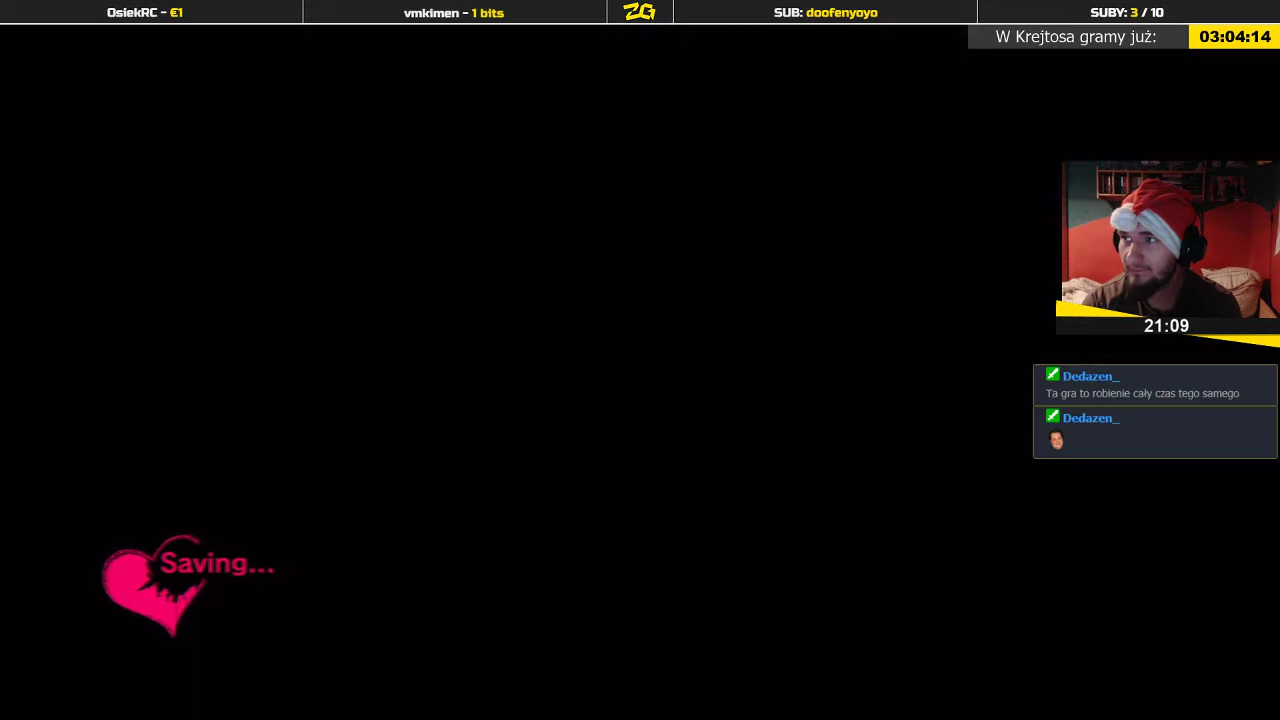 OsiekRC - €1
vmkimen - 1 bits
ZG
SUB: doofenyoyo
SUBY: 3 / 10
W Krejtosa gramy już:
03:04:14
21:09
Dedazen_
Ta gra to robienie cały czas tego samego
Dedazen_
Saving...